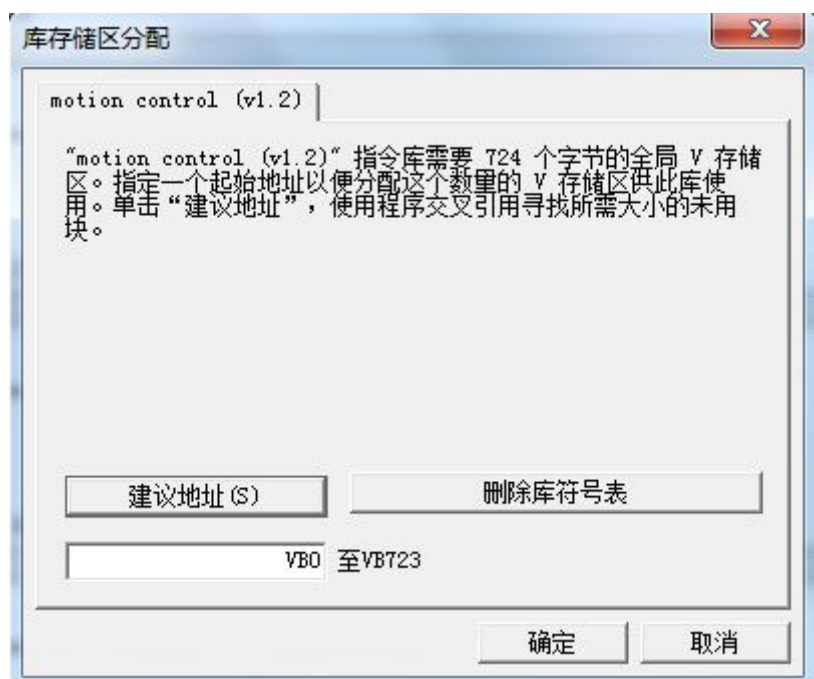 库存储区分配
motion control (v1.2)
“motion control (v1.2)” 指令库需要 724 个字节的全局 V 存储
区。指定一个起始地址以便分配这个数量的 V 存储区供此库使
用。单击“建议地址”，使用程序交叉引用寻找所需大小的未用
块。
建议地址(S)
删除库符号表
VB0 至VB723
确定
取消